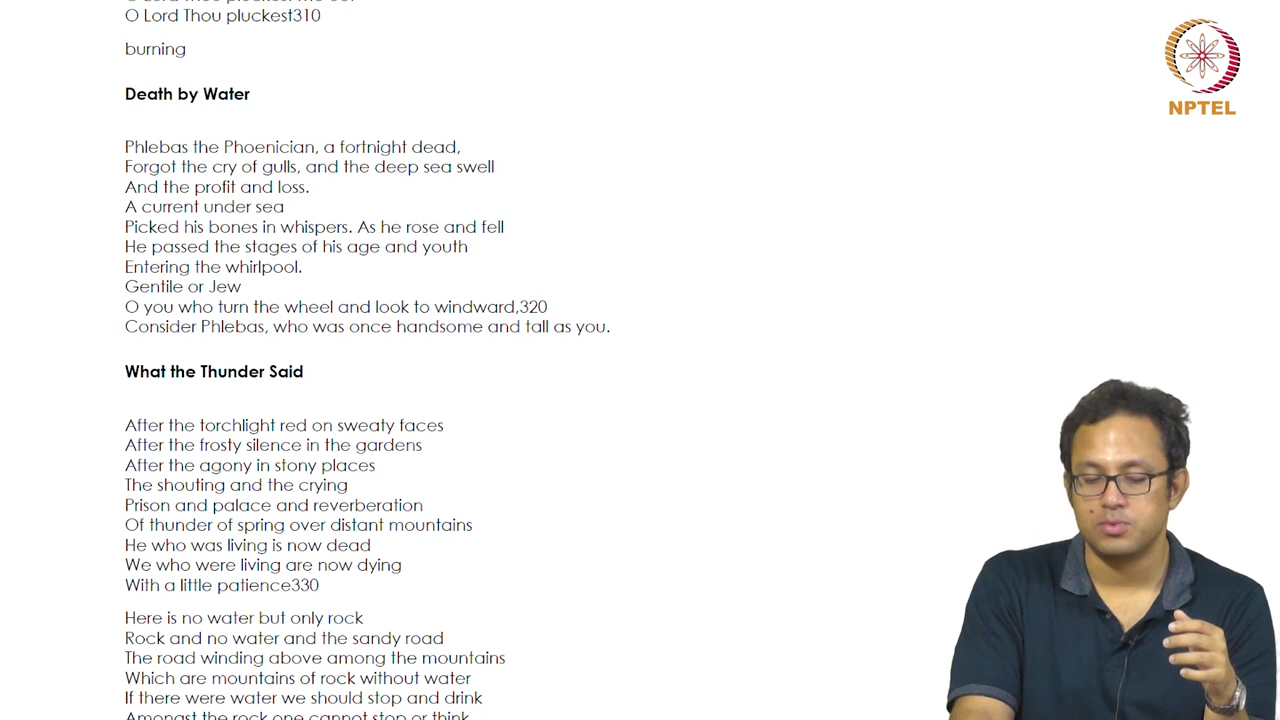 O Lord Thou pluckest310
burning
Death by Water
Phlebas the Phoenician, a fortnight dead,
Forgot the cry of gulls, and the deep sea swell
And the profit and loss.
A current under sea
Picked his bones in whispers. As he rose and fell
He passed the stages of his age and youth
Entering the whirlpool.
Gentile or Jew
O you who turn the wheel and look to windward,320
Consider Phlebas, who was once handsome and tall as you.
What the Thunder Said
After the torchlight red on sweaty faces
After the frosty silence in the gardens
After the agony in stony places
The shouting and the crying
Prison and palace and reverberation
Of thunder of spring over distant mountains
He who was living is now dead
We who were living are now dying
With a little patience330
Here is no water but only rock
Rock and no water and the sandy road
The road winding above among the mountains
Which are mountains of rock without water
If there were water we should stop and drink
Amongst the rock one cannot stop or think
NPTEL